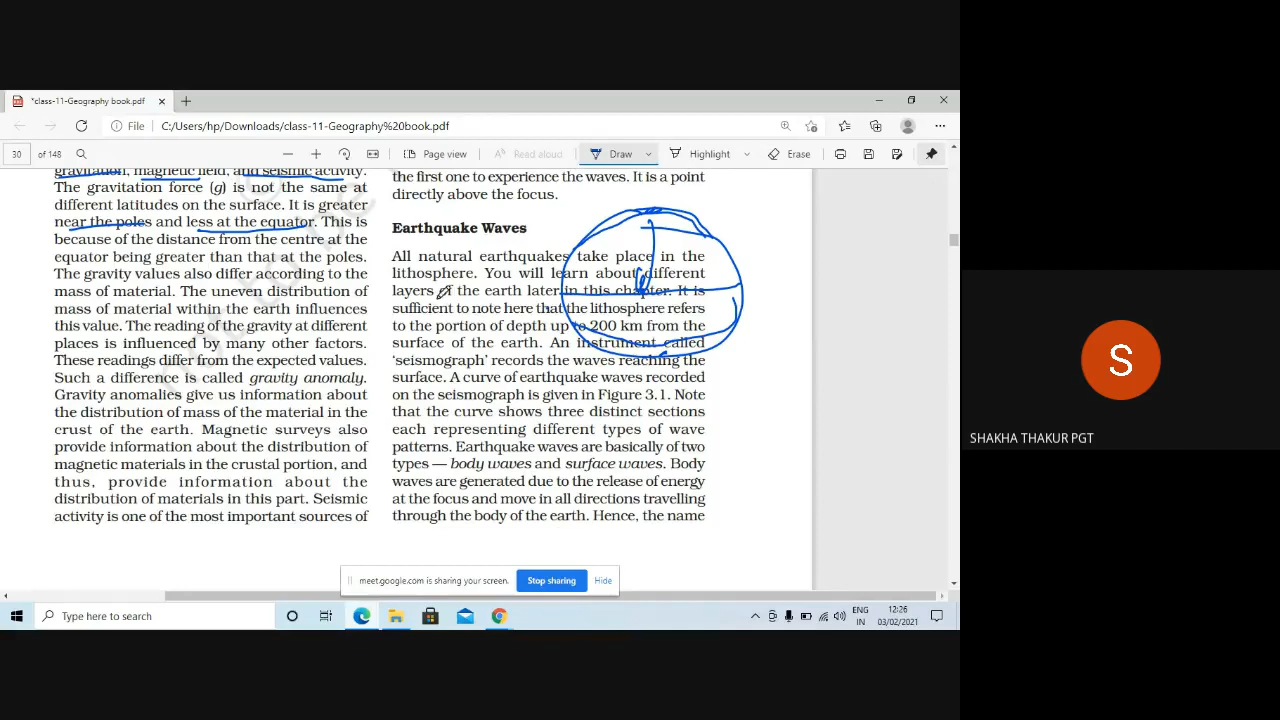 *class-11-Geography book.pdf
File
C:/Users/hp/Downloads/class-11-Geography%20book.pdf
30 of 148
Page view
Read aloud
Draw
Highlight
Erase
gravitation, magnetic field, and seismic activity.
The gravitation force (g) is not the same at
different latitudes on the surface. It is greater
near the poles and less at the equator. This is
because of the distance from the centre at the
equator being greater than that at the poles.
The gravity values also differ according to the
mass of material. The uneven distribution of
mass of material within the earth influences
this value. The reading of the gravity at different
places is influenced by many other factors.
These readings differ from the expected values.
Such a difference is called gravity anomaly.
Gravity anomalies give us information about
the distribution of mass of the material in the
crust of the earth. Magnetic surveys also
provide information about the distribution of
magnetic materials in the crustal portion, and
thus, provide information about the
distribution of materials in this part. Seismic
activity is one of the most important sources of
the first one to experience the waves. It is a point
directly above the focus.
Earthquake Waves
All natural earthquakes take place in the
lithosphere. You will learn about different
layers of the earth later in this chapter. It is
sufficient to note here that the lithosphere refers
to the portion of depth up to 200 km from the
surface of the earth. An instrument called
‘seismograph’ records the waves reaching the
surface. A curve of earthquake waves recorded
on the seismograph is given in Figure 3.1. Note
that the curve shows three distinct sections
each representing different types of wave
patterns. Earthquake waves are basically of two
types — body waves and surface waves. Body
waves are generated due to the release of energy
at the focus and move in all directions travelling
through the body of the earth. Hence, the name
meet.google.com is sharing your screen.
Stop sharing
Hide
Type here to search
ENG
IN
12:26
03/02/2021
S
SHAKHA THAKUR PGT